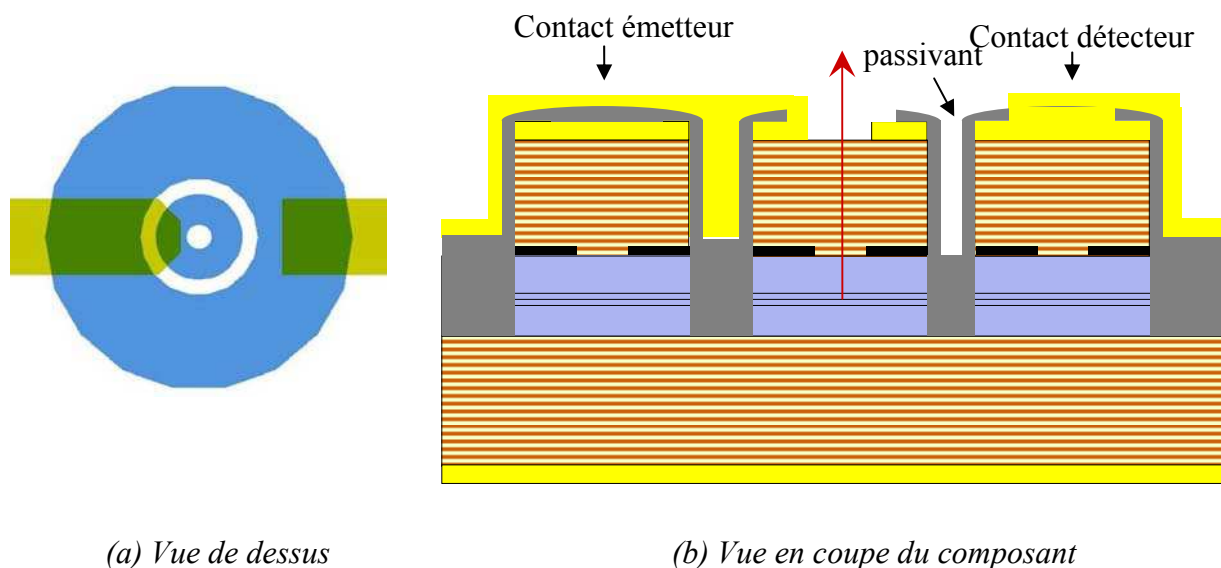 Contact émetteur
passivant
Contact détecteur
(a) Vue de dessus
(b) Vue en coupe du composant